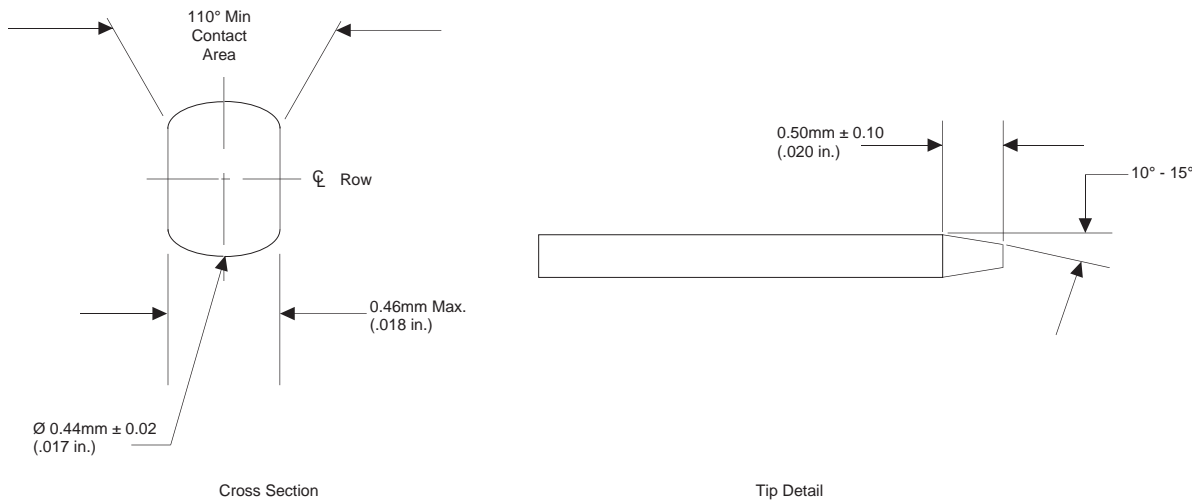 110° Min
Contact
Area
℄ Row
0.46mm Max.
(.018 in.)
Ø 0.44mm ± 0.02
(.017 in.)
Cross Section
0.50mm ± 0.10
(.020 in.)
10° - 15°
Tip Detail